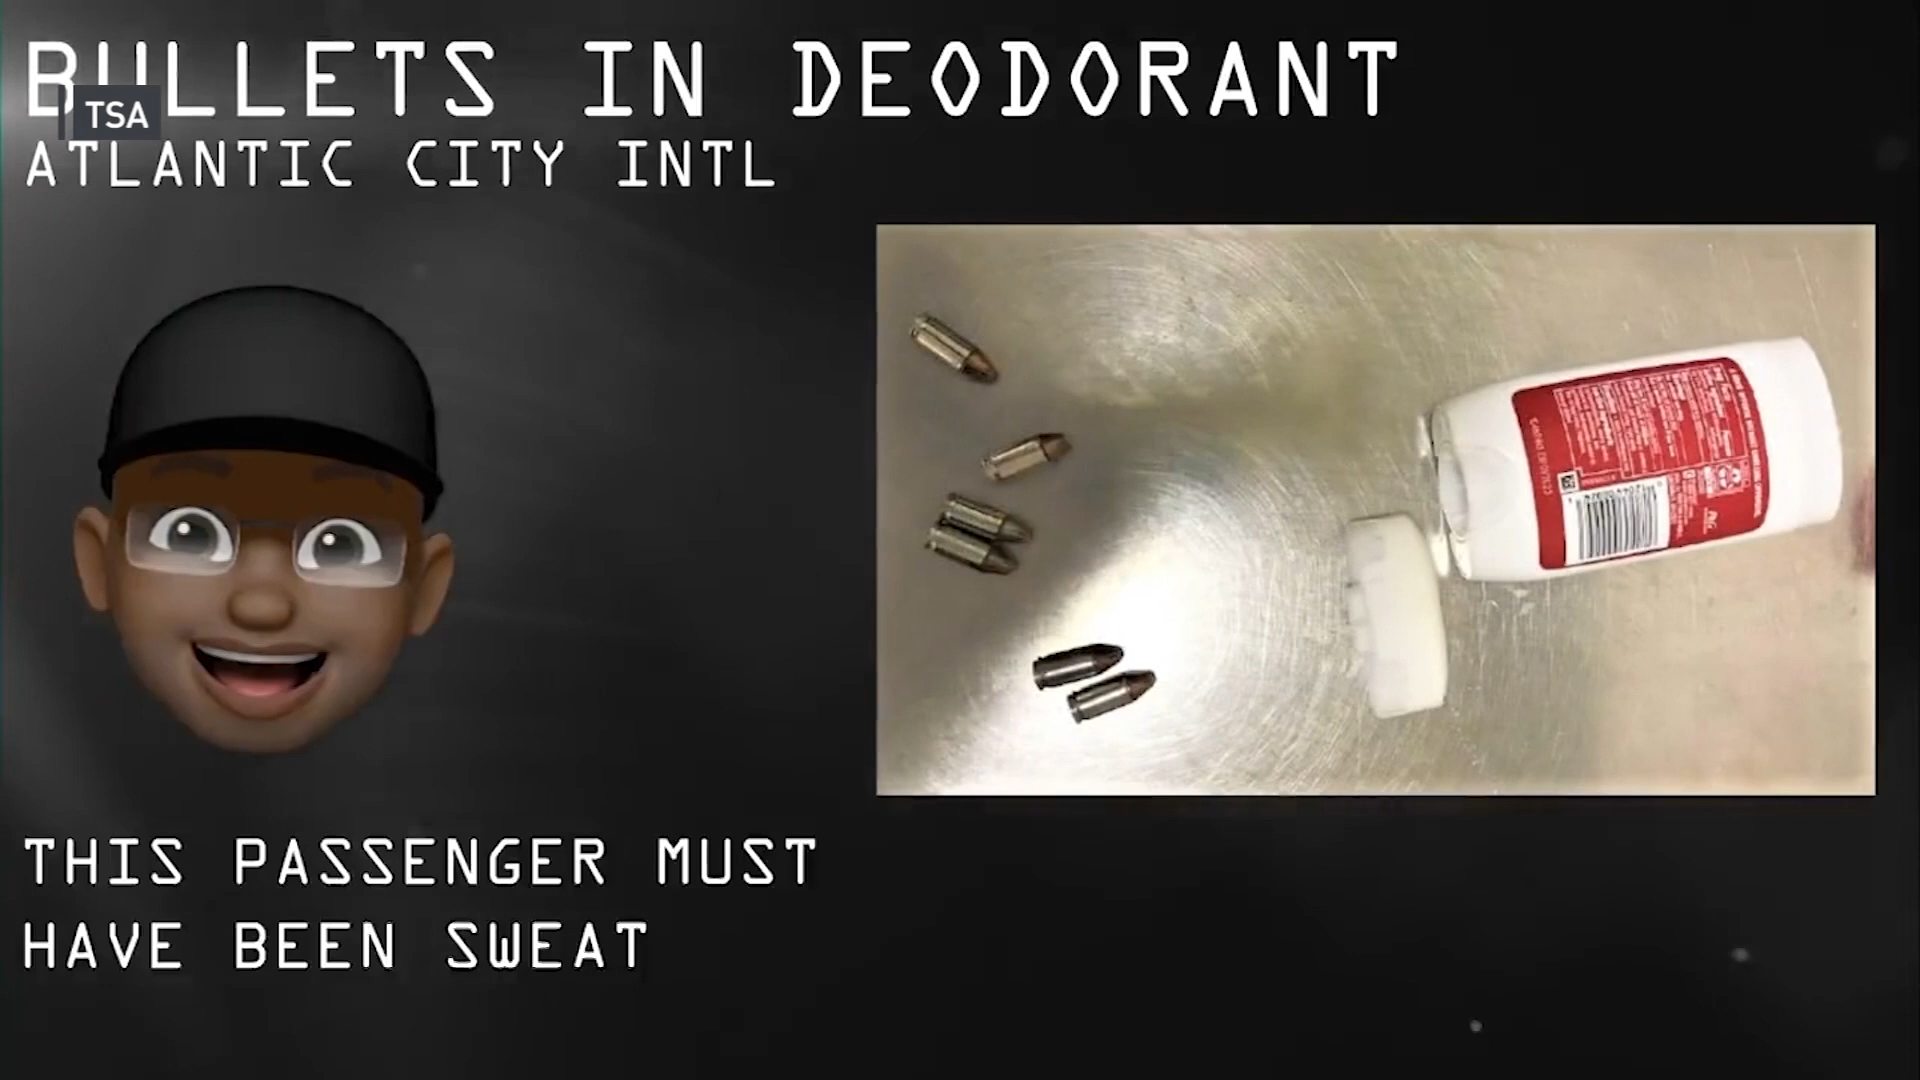 BULLETS IN DEODORANT
TSA
ATLANTIC CITY INTL
THIS PASSENGER MUST
HAVE BEEN SWEAT